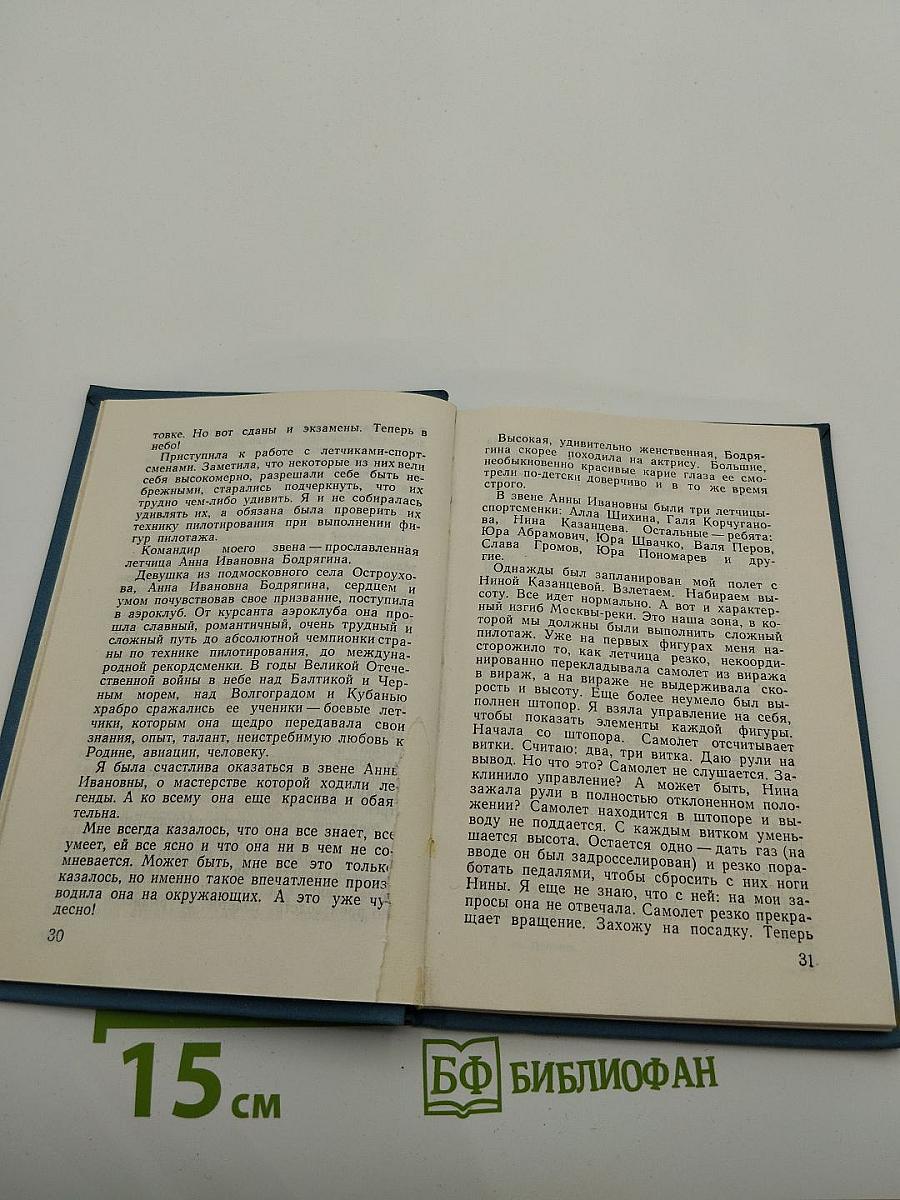 товке. Но вот сданы и экзамены. Теперь в
небо!
Приступила к работе с летчиками-спорт-
сменами. Заметила, что некоторые из них вели
себя высокомерно, разрешали себе быть не-
брежными, старались подчеркнуть, что их
трудно чем-либо удивить. Я и не собиралась
удивлять их, а обязана была проверить их
технику пилотирования при выполнении фи-
гур пилотажа.
Командир моего звена — прославленная
летчица Анна Ивановна Бодрягина.
Девушка из подмосковного села Остроухо-
ва, Анна Ивановна Бодрягина, сердцем и
умом почувствовав свое призвание, поступила
в аэроклуб. От курсанта аэроклуба она про-
шла славный, романтичный, очень трудный и
сложный путь до абсолютной чемпионки стра-
ны по технике пилотирования, до междуна-
родной рекордсменки. В годы Великой Отече-
ственной войны в небе над Балтикой и Чер-
ным морем, над Волгоградом и Кубанью
храбро сражались ее ученики — боевые лет-
чики, которым она щедро передавала свои
знания, опыт, талант, неистребимую любовь к
Родине, авиации, человеку.
Я была счастлива оказаться в звене Анны
Ивановны, о мастерстве которой ходили ле-
генды. А ко всему она еще красива и обая
тельна.
Мне всегда казалось, что она все знает, все
умеет, ей все ясно и что она ни в чем не со-
мневается. Может быть, мне все это только
казалось, но именно такое впечатление произ-
водила она на окружающих. А это уже чу-
десно!
30
Высокая, удивительно женственная, Бодря-
гина скорее походила на актрису. Большие,
необыкновенно красивые карие глаза ее смо-
трели по-детски доверчиво и в то же время
строго.
В звене Анны Ивановны были три летчицы-
спортсменки: Алла Шихина, Галя Корчугано-
ва, Нина Казанцева. Остальные — ребята:
Юра Абрамович, Юра Швачко, Валя Перов,
Слава Громов, Юра Пономарев и дру-
гие.
Однажды был запланирован мой полет с
Ниной Казанцевой. Взлетаем. Набираем вы-
соту. Все идет нормально. А вот и характер-
ный изгиб Москвы-реки. Это наша зона, в ко-
торой мы должны были выполнить сложный
пилотаж. Уже на первых фигурах меня на-
сторожило то, как летчица резко, некоорди-
нированно перекладывала самолет из виража
в вираж, а на вираже не выдерживала ско-
рость и высоту. Еще более неумело был вы-
полнен штопор. Я взяла управление на себя,
чтобы показать элементы каждой фигуры.
Начала со штопора. Самолет отсчитывает
витки. Считаю: два, три витка. Даю рули на
вывод. Но что это? Самолет не слушается. За-
клинило управление? А может быть, Нина
зажала рули в полностью отклоненном поло-
жении? Самолет находится в штопоре и вы-
воду не поддается. С каждым витком умень-
шается высота. Остается одно — дать газ (на
вводе он был задросселирован) и резко пора-
ботать педалями, чтобы сбросить с них ноги
Нины. Я еще не знаю, что с ней: на мои за-
просы она не отвечала. Самолет резко прекра-
щает вращение. Захожу на посадку. Теперь
31
15 см
БФ БИБЛИОФАН